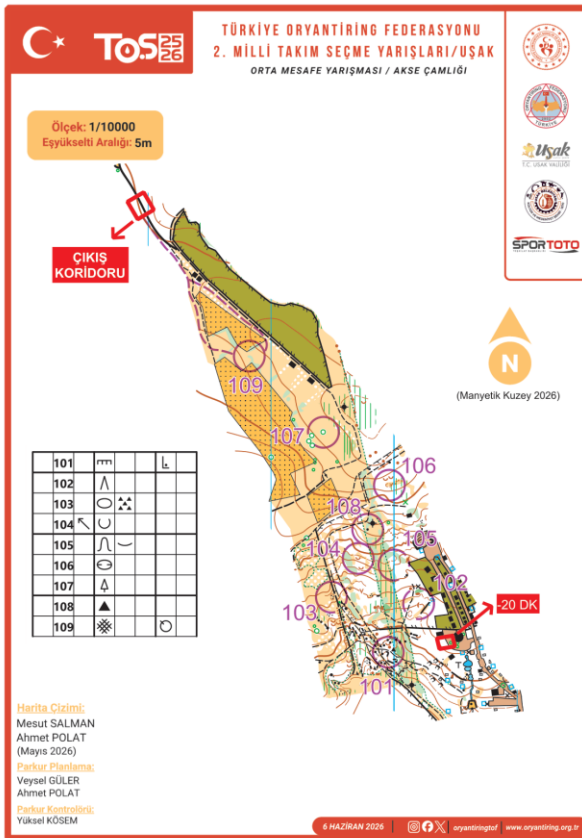 TOS 25 26
TÜRKİYE ORYANTİRİNG FEDERASYONU
2. MİLLİ TAKIM SEÇME YARIŞLARI/UŞAK
ORTA MESAFE YARIŞMASI / AKSE ÇAMLIĞI
Ölçek: 1/10000
Eşyükselti Aralığı: 5m
Uşak
T.C. UŞAK VALİLİĞİ
SPORTOTO
ÇIKIŞ
KORİDORU
N
(Manyetik Kuzey 2026)
109
107
106
108
105
104
102
103
101
-20 DK
101
102
103
104
105
106
107
108
109
Harita Çizimi:
Mesut SALMAN
Ahmet POLAT
(Mayıs 2026)
Parkur Planlama:
Veysel GÜLER
Ahmet POLAT
Parkur Kontrolörü:
Yüksel KÖSEM
6 HAZİRAN 2026 | oryantiringtof | www.oryantiring.org.tr